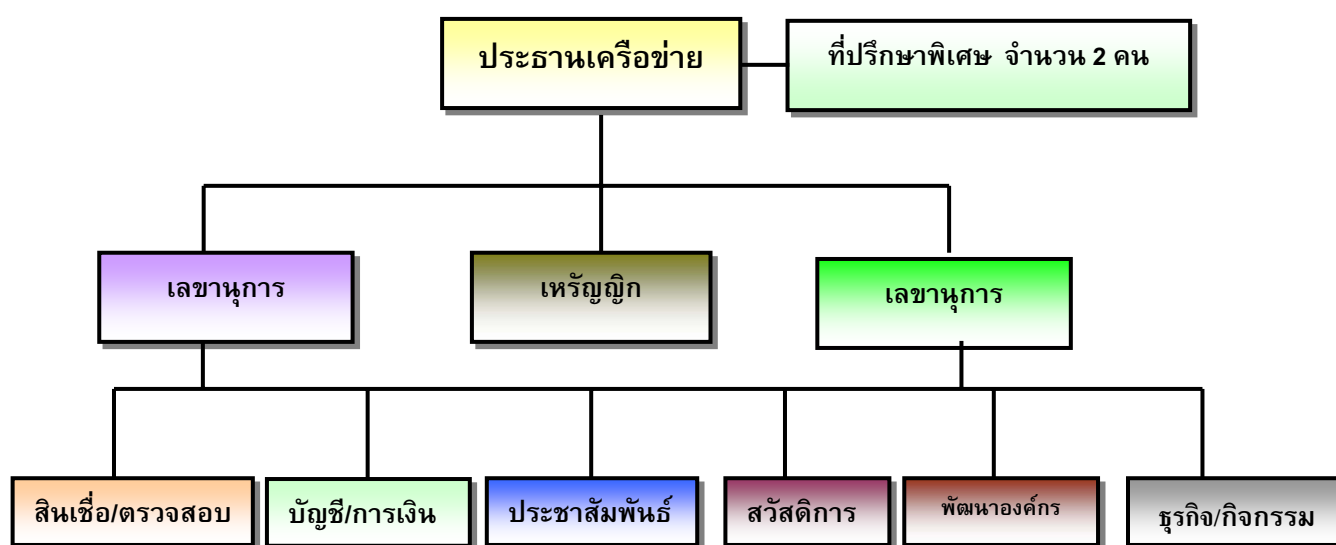 ประธานเครือข่าย
ที่ปรึกษาพิเศษ จำนวน 2 คน
เลขานุการ
เหรัญญิก
เลขานุการ
สินเชื่อ/ตรวจสอบ
บัญชี/การเงิน
ประชาสัมพันธ์
สวัสดิการ
พัฒนาองค์กร
ธุรกิจ/กิจกรรม